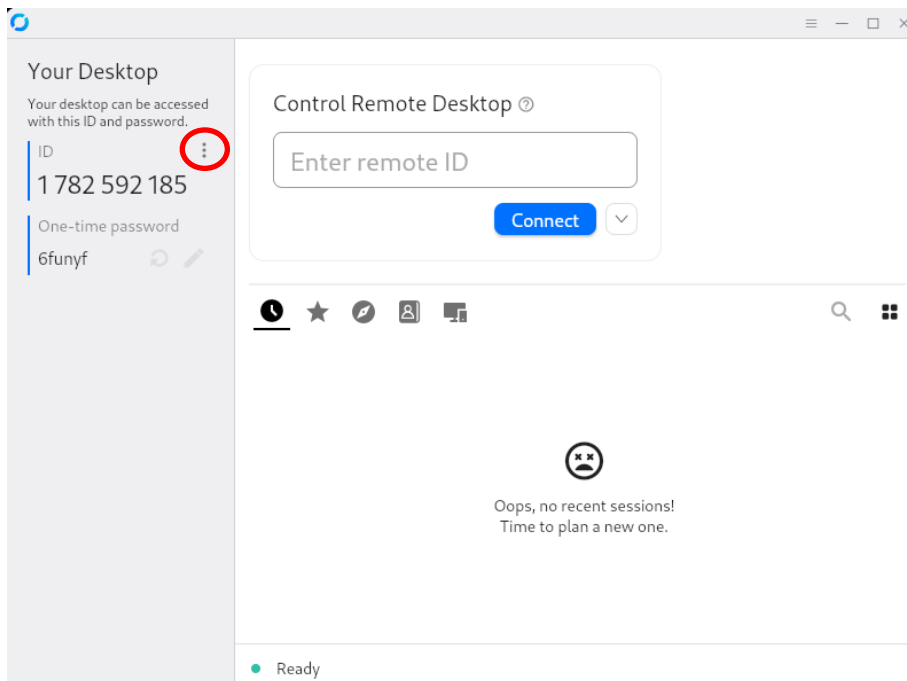 Your Desktop
Your desktop can be accessed
with this ID and password.
ID
1 782 592 185
One-time password
6funyf
Control Remote Desktop
Enter remote ID
Connect
Oops, no recent sessions!
Time to plan a new one.
Ready